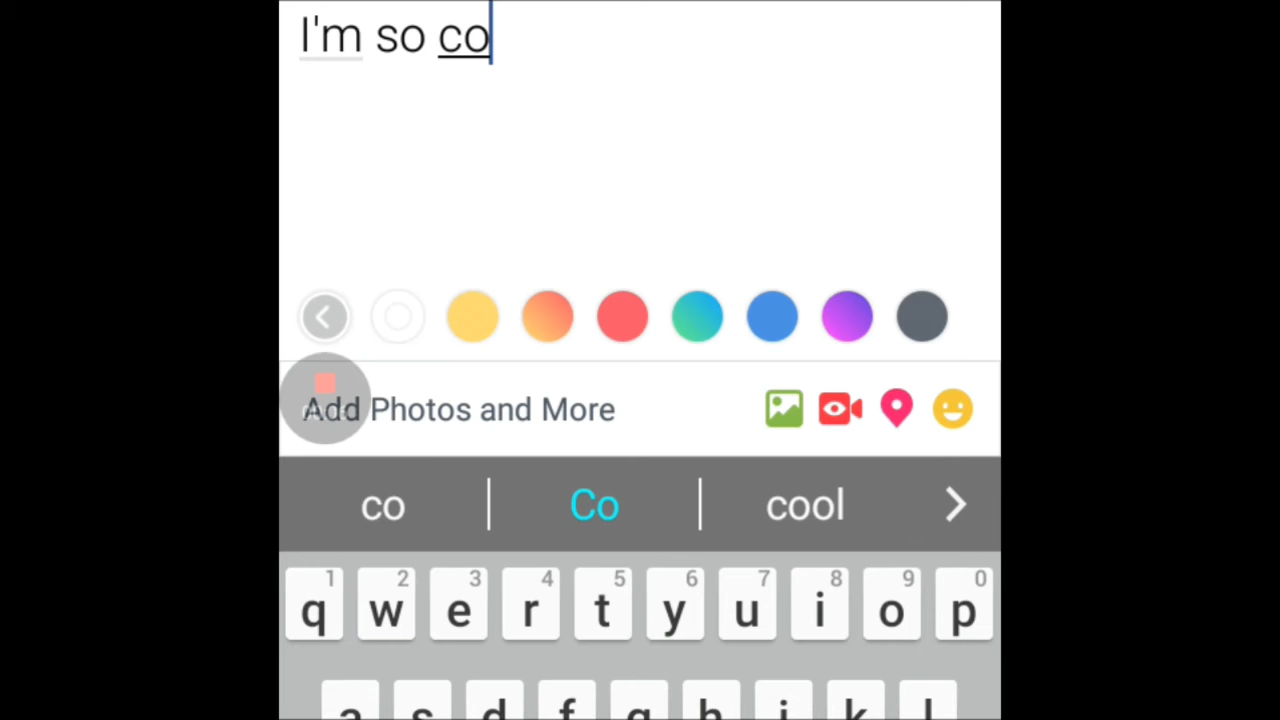 I'm so co
Add Photos and More
co Co cool
1 2 3 4 5 6 7 8 9 0
q w e r t y u i o p
a s d f g h j k l